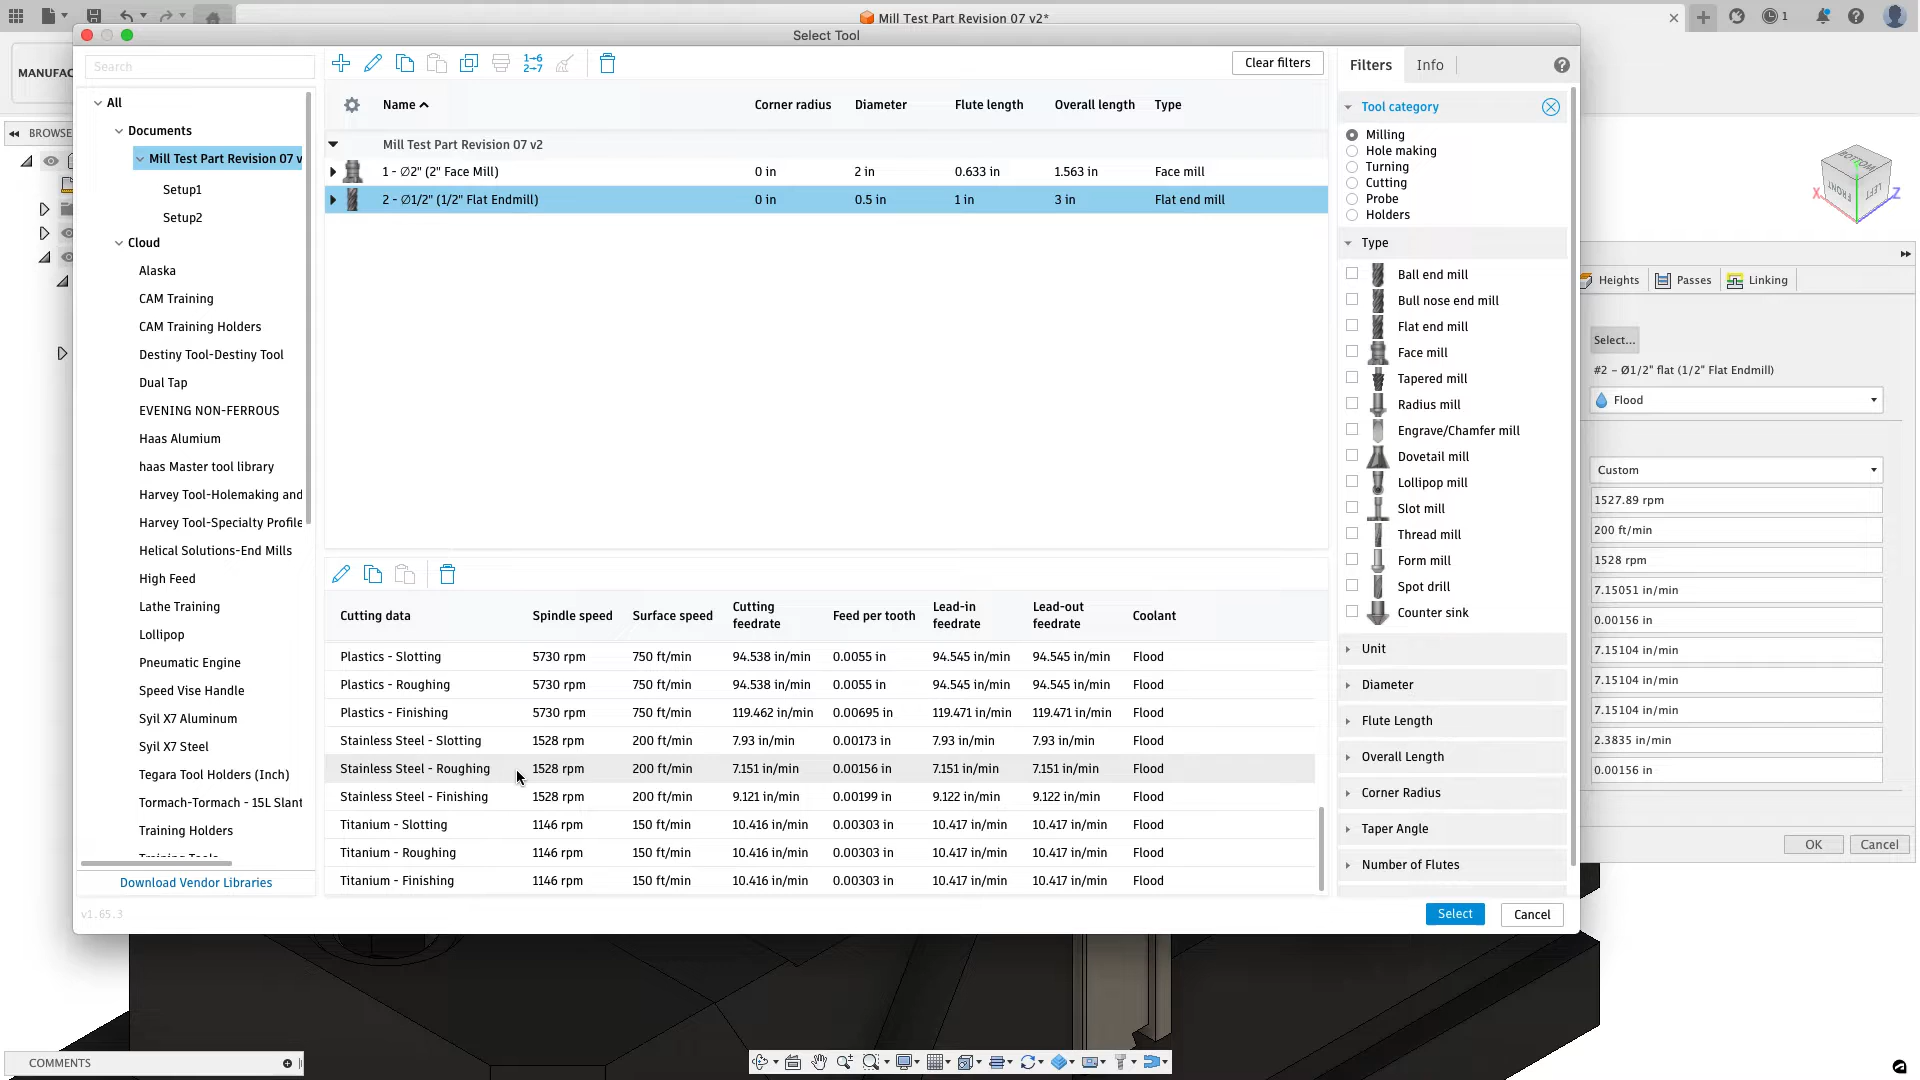 Mill Test Part Revision 07 v2*
1
Select Tool
MANUFAC
BROWSE
Search
All
Documents
Mill Test Part Revision 07 v
Setup1
Setup2
Cloud
Alaska
CAM Training
CAM Training Holders
Destiny Tool-Destiny Tool
Dual Tap
EVENING NON-FERROUS
Haas Alumium
haas Master tool library
Harvey Tool-Holemaking and
Harvey Tool-Specialty Profile
Helical Solutions-End Mills
High Feed
Lathe Training
Lollipop
Pneumatic Engine
Speed Vise Handle
Syil X7 Aluminum
Syil X7 Steel
Tegara Tool Holders (Inch)
Tormach-Tormach - 15L Slant
Training Holders
Training Tools
Download Vendor Libraries
v1.65.3
1→6
2→7
Clear filters
Name Corner radius Diameter Flute length Overall length Type
Mill Test Part Revision 07 v2
1 - ∅2" (2" Face Mill) 0 in 2 in 0.633 in 1.563 in Face mill
2 - ∅1/2" (1/2" Flat Endmill) 0 in 0.5 in 1 in 3 in Flat end mill
Cutting data Spindle speed Surface speed Cutting feedrate Feed per tooth Lead-in feedrate Lead-out feedrate Coolant
Plastics - Slotting 5730 rpm 750 ft/min 94.538 in/min 0.0055 in 94.545 in/min 94.545 in/min Flood
Plastics - Roughing 5730 rpm 750 ft/min 94.538 in/min 0.0055 in 94.545 in/min 94.545 in/min Flood
Plastics - Finishing 5730 rpm 750 ft/min 119.462 in/min 0.00695 in 119.471 in/min 119.471 in/min Flood
Stainless Steel - Slotting 1528 rpm 200 ft/min 7.93 in/min 0.00173 in 7.93 in/min 7.93 in/min Flood
Stainless Steel - Roughing 1528 rpm 200 ft/min 7.151 in/min 0.00156 in 7.151 in/min 7.151 in/min Flood
Stainless Steel - Finishing 1528 rpm 200 ft/min 9.121 in/min 0.00199 in 9.122 in/min 9.122 in/min Flood
Titanium - Slotting 1146 rpm 150 ft/min 10.416 in/min 0.00303 in 10.417 in/min 10.417 in/min Flood
Titanium - Roughing 1146 rpm 150 ft/min 10.416 in/min 0.00303 in 10.417 in/min 10.417 in/min Flood
Titanium - Finishing 1146 rpm 150 ft/min 10.416 in/min 0.00303 in 10.417 in/min 10.417 in/min Flood
Filters Info
Tool category
Milling
Hole making
Turning
Cutting
Probe
Holders
Type
Ball end mill
Bull nose end mill
Flat end mill
Face mill
Tapered mill
Radius mill
Engrave/Chamfer mill
Dovetail mill
Lollipop mill
Slot mill
Thread mill
Form mill
Spot drill
Counter sink
Unit
Diameter
Flute Length
Overall Length
Corner Radius
Taper Angle
Number of Flutes
Select Cancel
BOTTOM
FRONT
LEFT
X
Z
Heights Passes Linking
Select...
#2 - Ø1/2" flat (1/2" Flat Endmill)
Flood
Custom
1527.89 rpm
200 ft/min
1528 rpm
7.15051 in/min
0.00156 in
7.15104 in/min
7.15104 in/min
7.15104 in/min
2.3835 in/min
0.00156 in
OK Cancel
COMMENTS